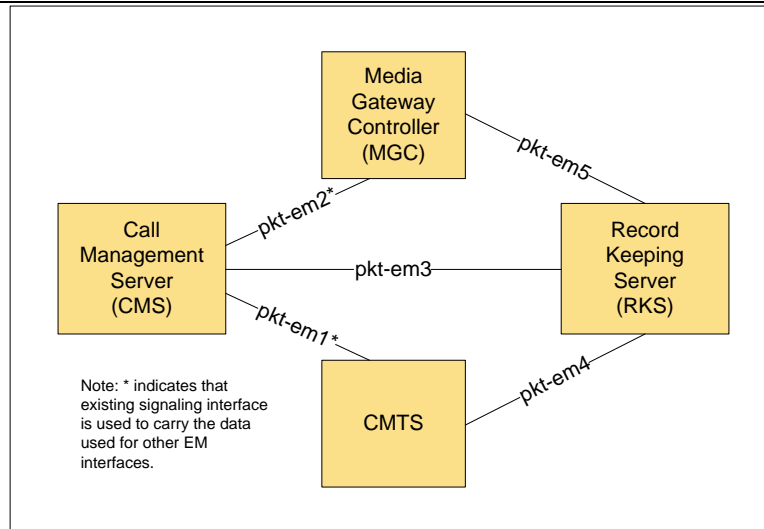 Media
Gateway
Controller
(MGC)
pkt-em5
pkt-em2*
Call
Management
Server
(CMS)
pkt-em3
Record
Keeping
Server
(RKS)
pkt-em1*
pkt-em4
CMTS
Note: * indicates that
existing signaling interface
is used to carry the data
used for other EM
interfaces.